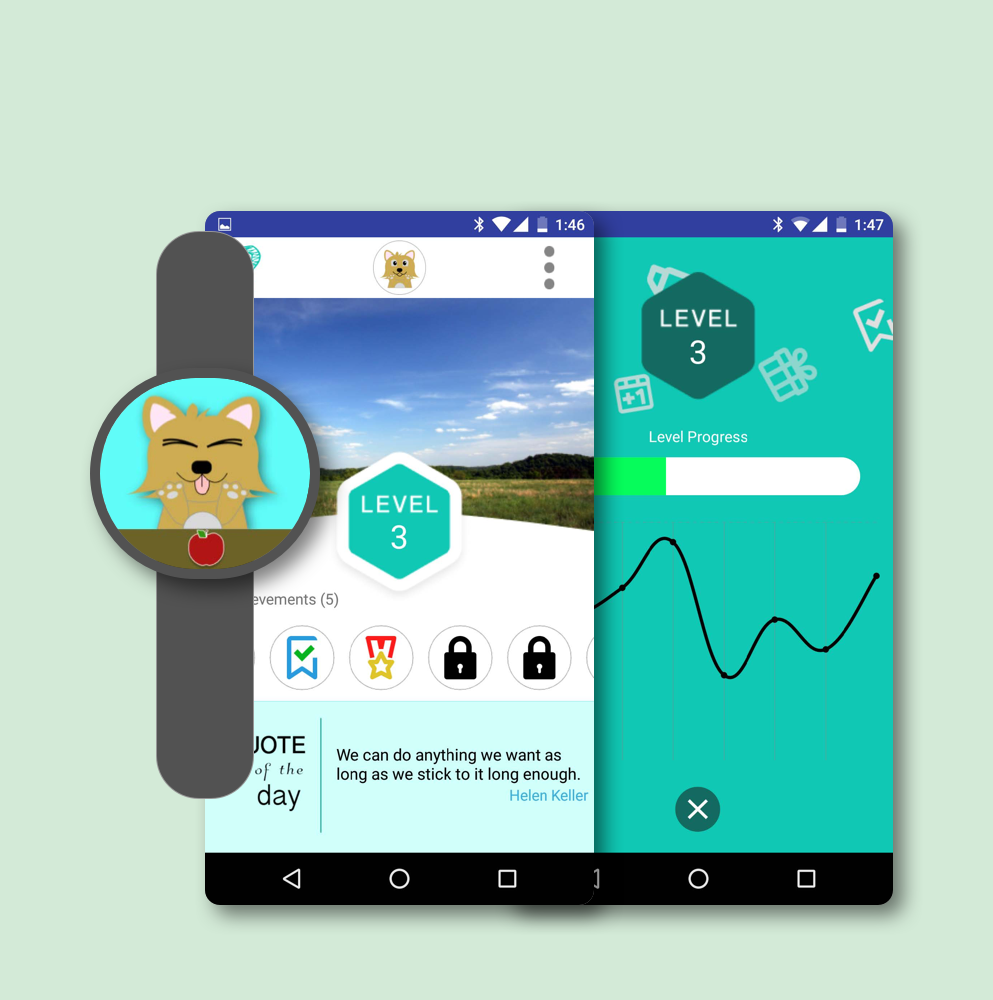 1:46
LEVEL
3
evements (5)
UOTE
of the
day
We can do anything we want as
long as we stick to it long enough.
Helen Keller
1:47
LEVEL
3
+1
Level Progress